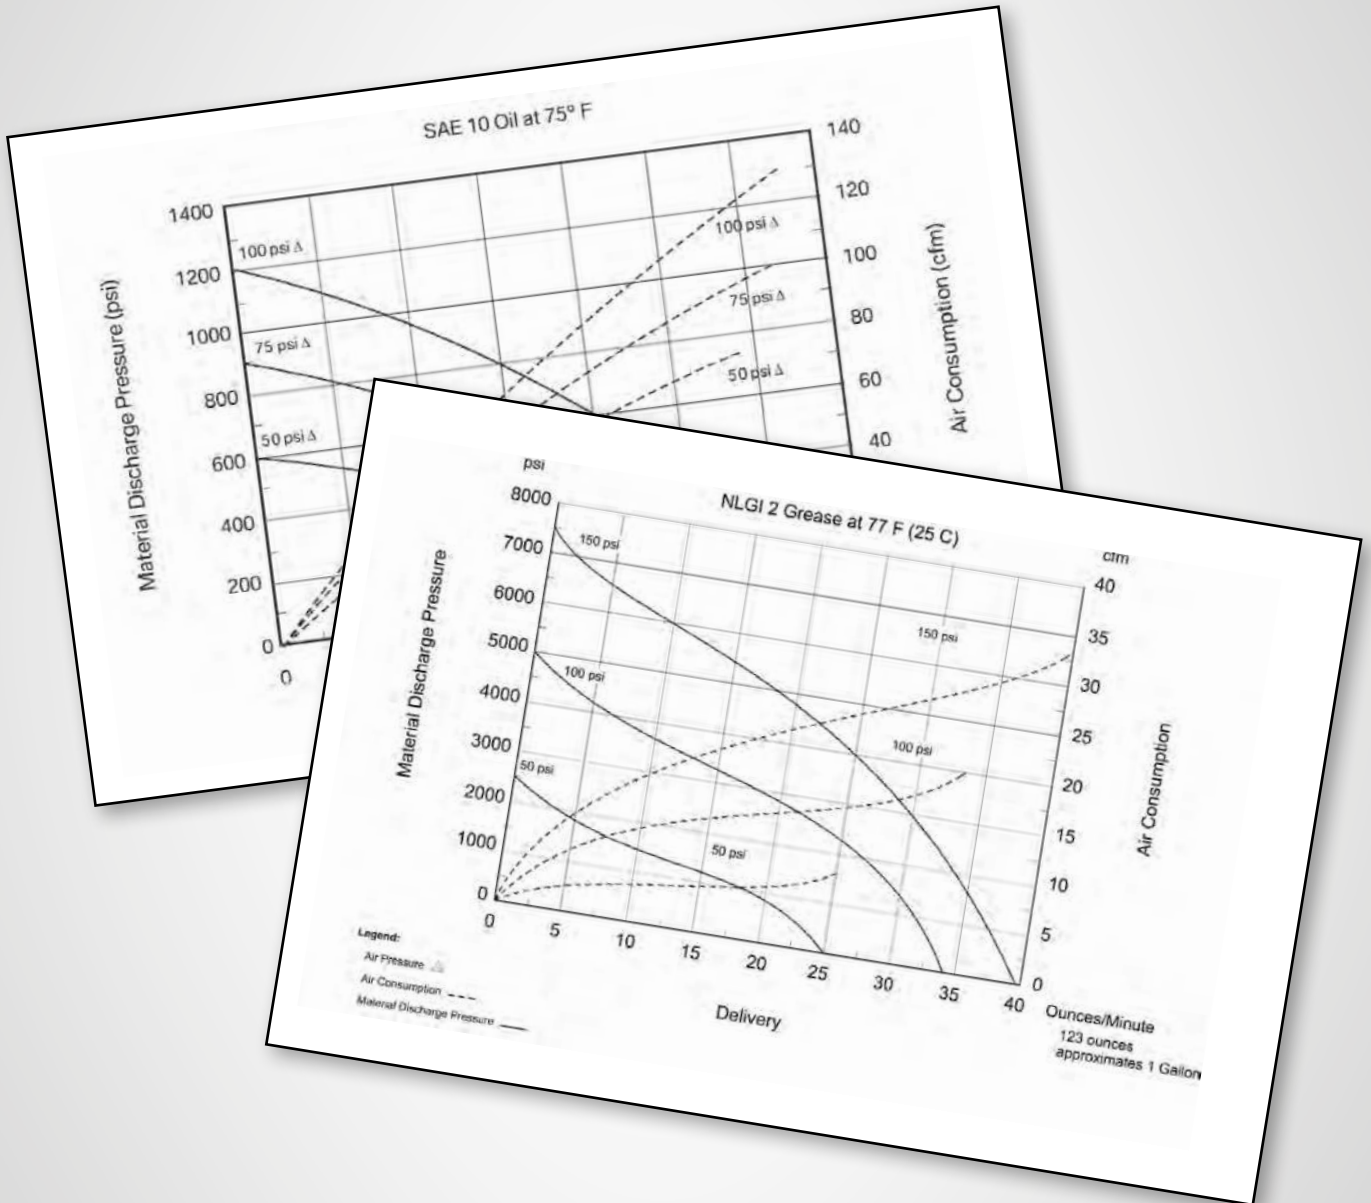 SAE 10 Oil at 75° F
Material Discharge Pressure (psi)
1400
1200
1000
800
600
400
200
0
0
100 psi Δ
75 psi Δ
50 psi Δ
100 psi Δ
75 psi Δ
50 psi Δ
140
120
100
80
60
40
Air Consumption (cfm)
NLGI 2 Grease at 77 F (25 C)
psi
8000
7000
6000
5000
4000
3000
2000
1000
0
Material Discharge Pressure
150 psi
100 psi
50 psi
150 psi
100 psi
50 psi
cfm
40
35
30
25
20
15
10
5
0
Air Consumption
0
5
10
15
20
25
30
35
40
Ounces/Minute
Delivery
123 ounces
approximates 1 Gallon
Legend:
Air Pressure Δ
Air Consumption ----
Material Discharge Pressure —